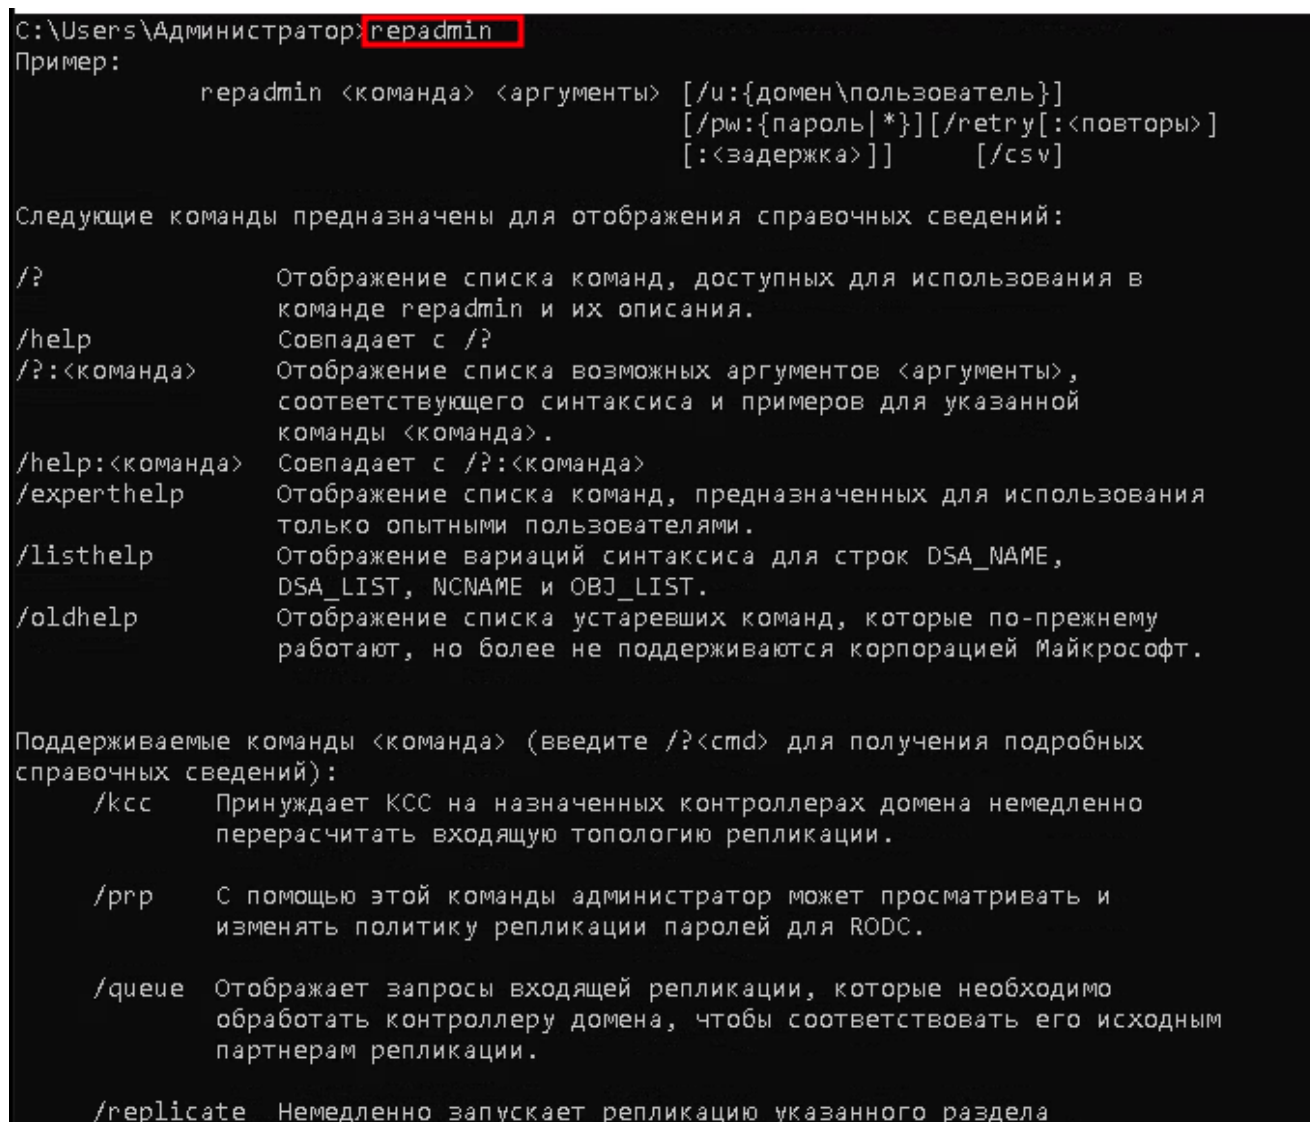 C:\Users\Администратор>repadmin
Пример:
repadmin <команда> <аргументы> [/u:{домен\пользователь}]
[/pw:{пароль|*}][/retry[:<повторы>]
[:<задержка>]] [/csv]
Следующие команды предназначены для отображения справочных сведений:
/? Отображение списка команд, доступных для использования в
команде repadmin и их описания.
/help Совпадает с /?
/?:<команда> Отображение списка возможных аргументов <аргументы>,
соответствующего синтаксиса и примеров для указанной
команды <команда>.
/help:<команда> Совпадает с /?:<команда>
/experthelp Отображение списка команд, предназначенных для использования
только опытными пользователями.
/listhelp Отображение вариаций синтаксиса для строк DSA_NAME,
DSA_LIST, NCNAME и OBJ_LIST.
/oldhelp Отображение списка устаревших команд, которые по-прежнему
работают, но более не поддерживаются корпорацией Майкрософт.
Поддерживаемые команды <команда> (введите /?<cmd> для получения подробных
справочных сведений):
/kcc Принуждает KCC на назначенных контроллерах домена немедленно
перерасчитать входящую топологию репликации.
/prp С помощью этой команды администратор может просматривать и
изменять политику репликации паролей для RODC.
/queue Отображает запросы входящей репликации, которые необходимо
обработать контроллеру домена, чтобы соответствовать его исходным
партнерам репликации.
/replicate Немедленно запускает репликацию указанного раздела